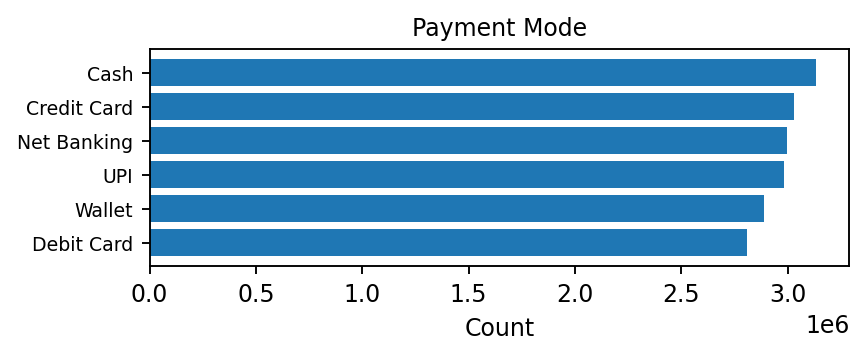 Payment Mode
Cash
Credit Card
Net Banking
UPI
Wallet
Debit Card
0.0 0.5 1.0 1.5 2.0 2.5 3.0
1e6
Count